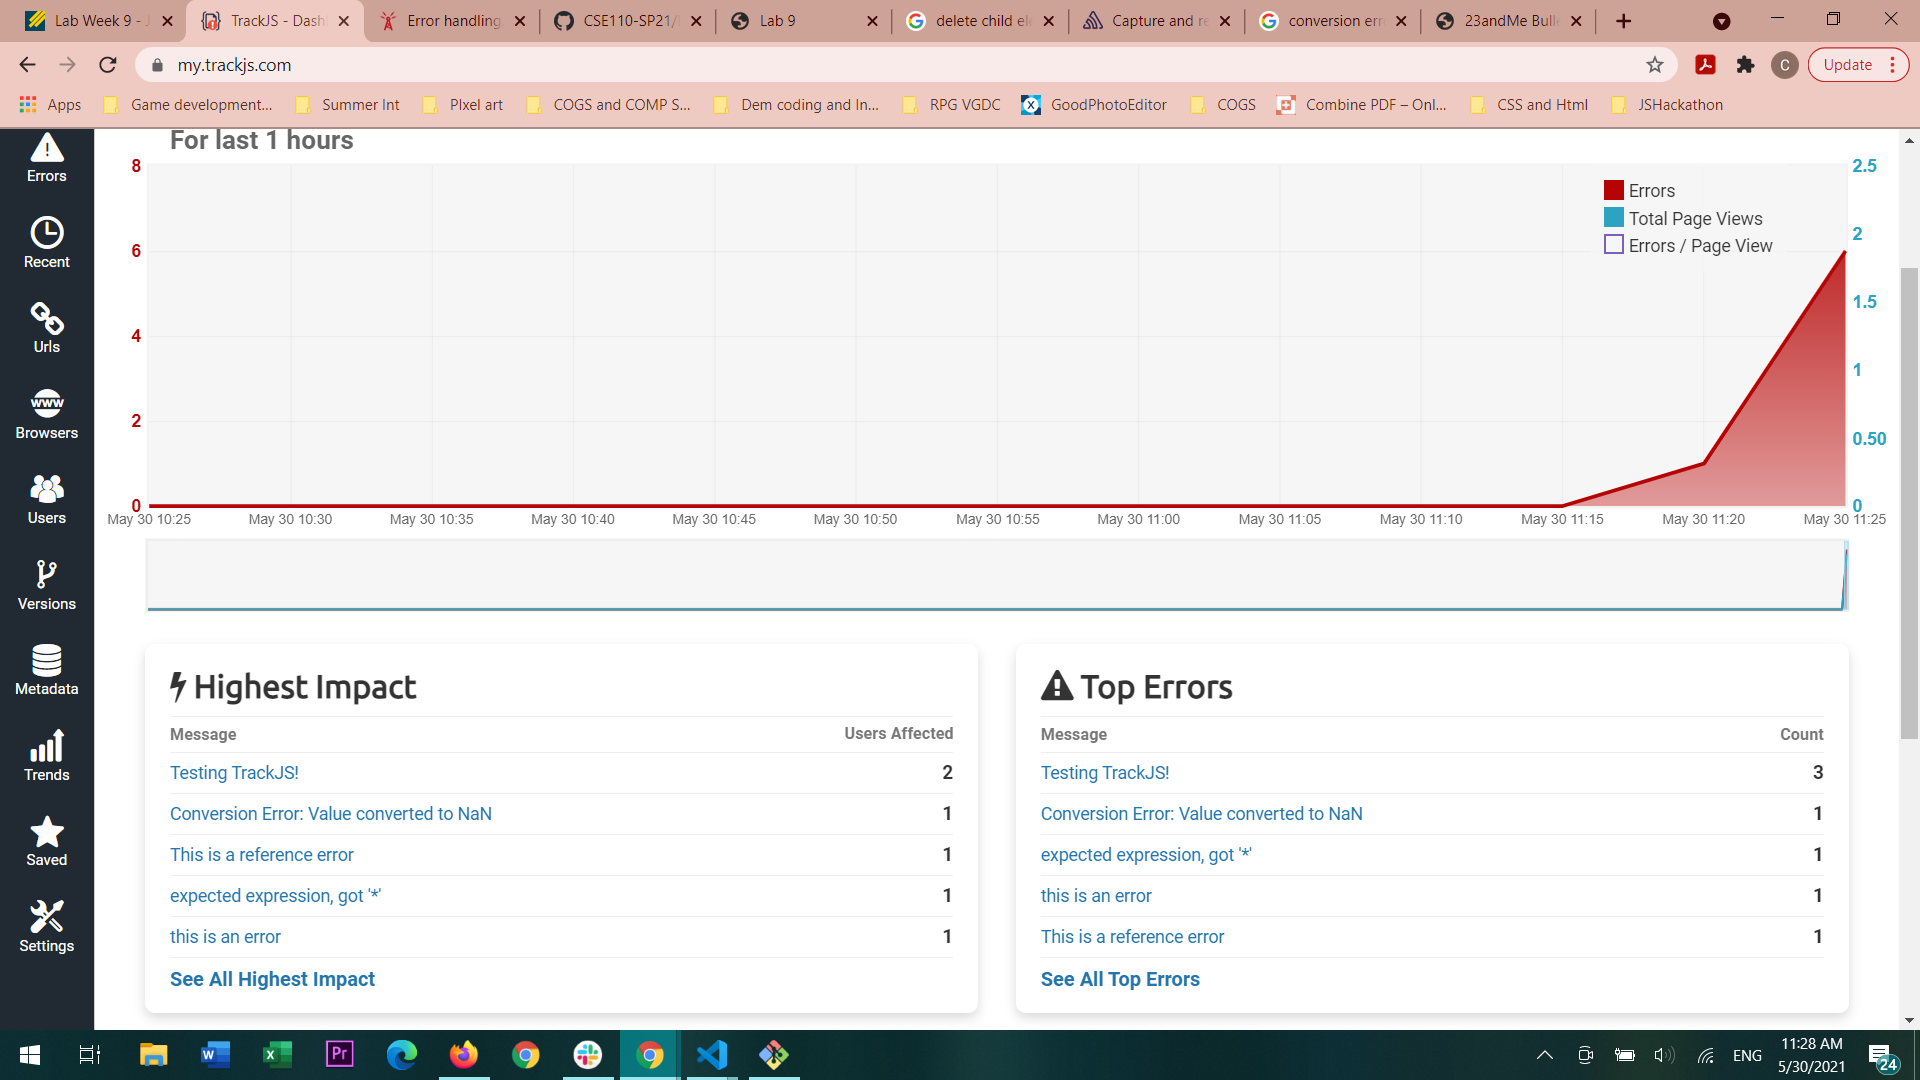 Lab Week 9 - J
TrackJS - Dash
Error handling
CSE110-SP21/
Lab 9
delete child el
Capture and re
conversion err
23andMe Bull
my.trackjs.com
C
Update
Apps
Game development...
Summer Int
PIxel art
COGS and COMP S...
Dem coding and In...
RPG VGDC
GoodPhotoEditor
COGS
Combine PDF – Onl...
CSS and Html
JSHackathon
Errors
Recent
Urls
www
Browsers
Users
Versions
Metadata
Trends
Saved
Settings
For last 1 hours
8
6
4
2
0
2.5
2
1.5
1
0.50
0
Errors
Total Page Views
Errors / Page View
May 30 10:25
May 30 10:30
May 30 10:35
May 30 10:40
May 30 10:45
May 30 10:50
May 30 10:55
May 30 11:00
May 30 11:05
May 30 11:10
May 30 11:15
May 30 11:20
May 30 11:25
Highest Impact
Message Users Affected
Testing TrackJS! 2
Conversion Error: Value converted to NaN 1
This is a reference error 1
expected expression, got '*' 1
this is an error 1
See All Highest Impact
Top Errors
Message Count
Testing TrackJS! 3
Conversion Error: Value converted to NaN 1
expected expression, got '*' 1
this is an error 1
This is a reference error 1
See All Top Errors
Pr
ENG
11:28 AM
5/30/2021
24